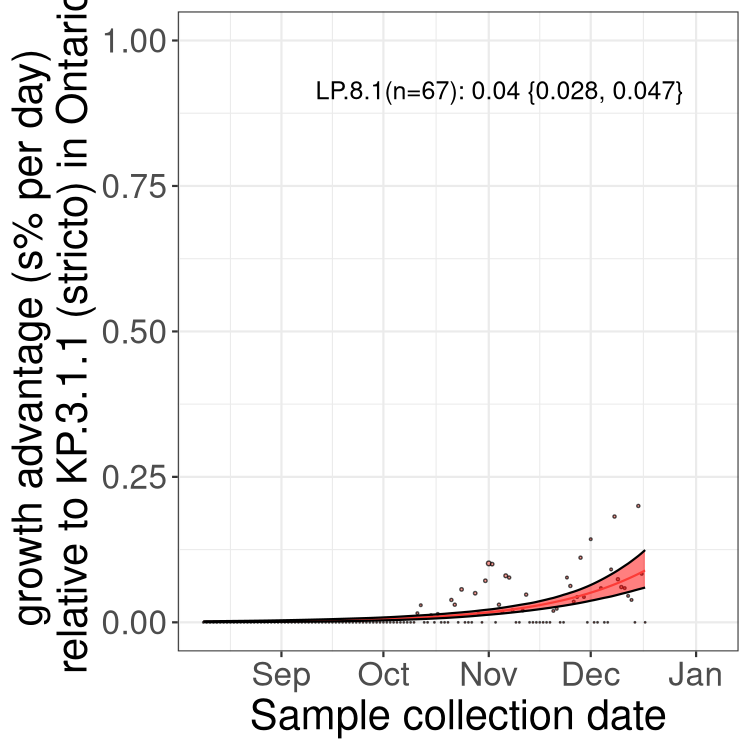 growth advantage (s% per day)
relative to KP.3.1.1 (stricto) in Ontario
1.00
0.75
0.50
0.25
0.00
LP.8.1(n=67): 0.04 {0.028, 0.047}
Sep Oct Nov Dec Jan
Sample collection date